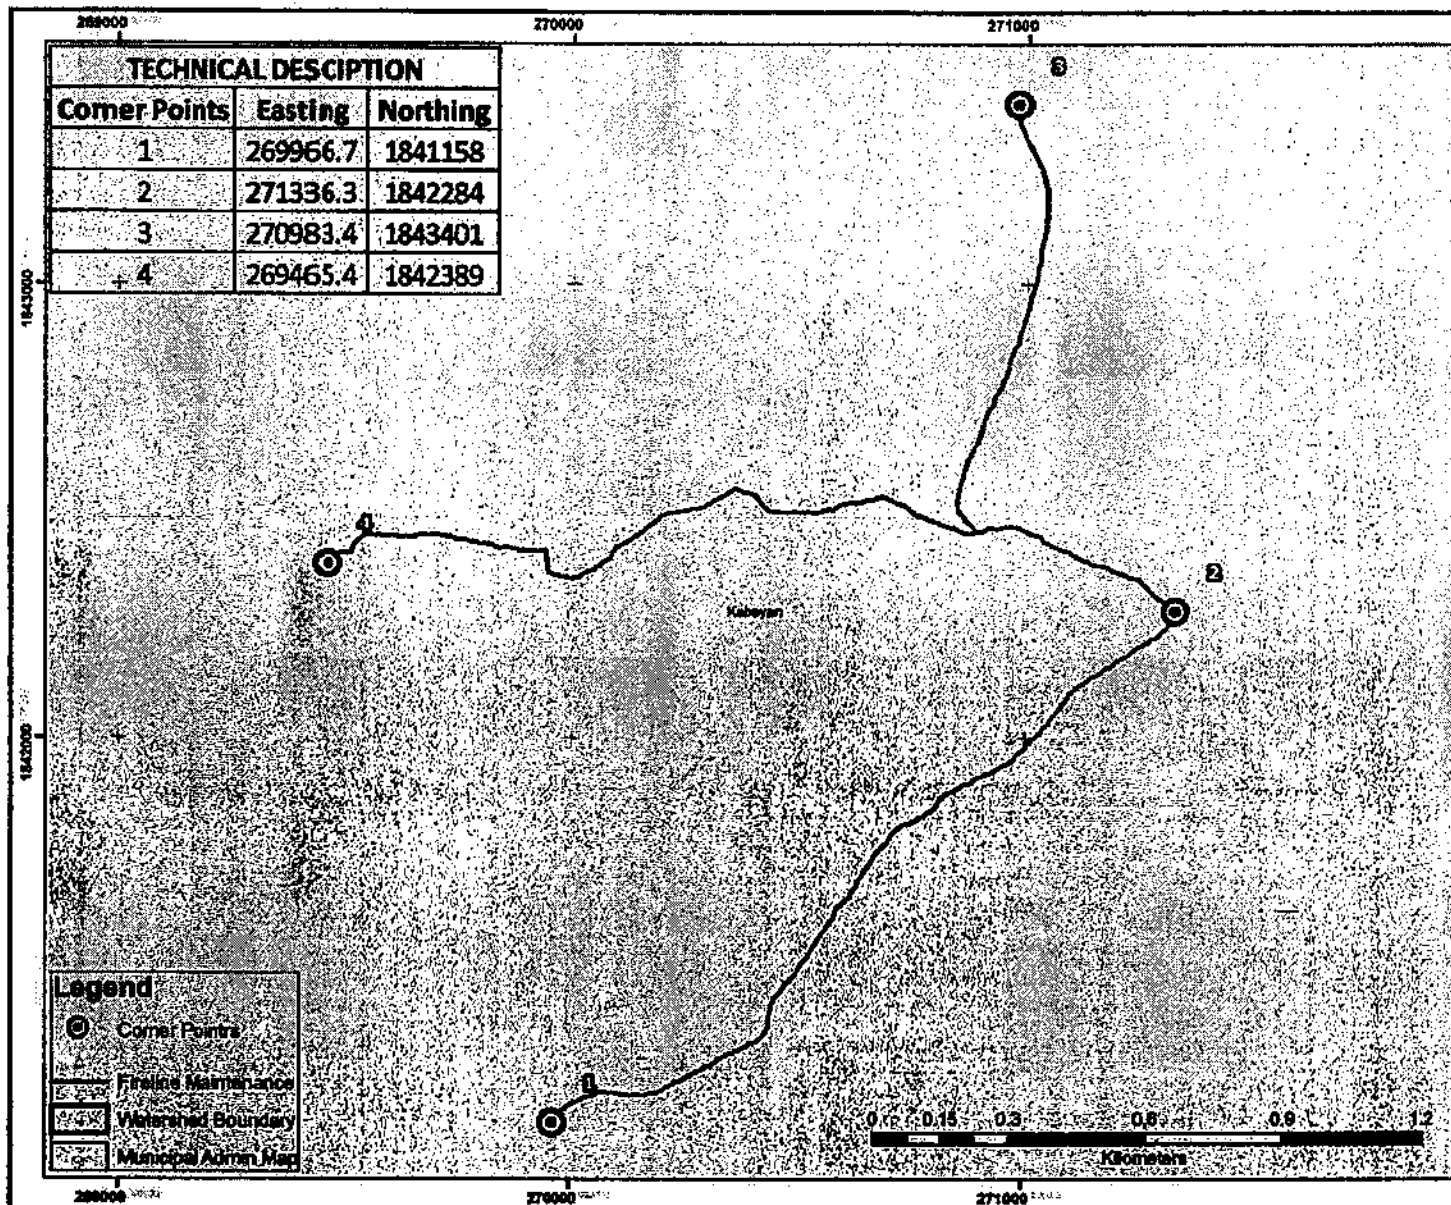 269000 270000 271000
TECHNICAL DESCIPTION
Corner Points Easting Northing
1 269966.7 1841158
2 271336.3 1842284
3 270983.4 1843401
4 269465.4 1842389
3
1843000
4
2
Kabayan
1842000
Legend
Corner Points
Fireline Maintenance
Watershed Boundary
Municipal Admin Map
1
0 0.15 0.3 0.6 0.9 1.2
Kilometers
269000 270000 271000